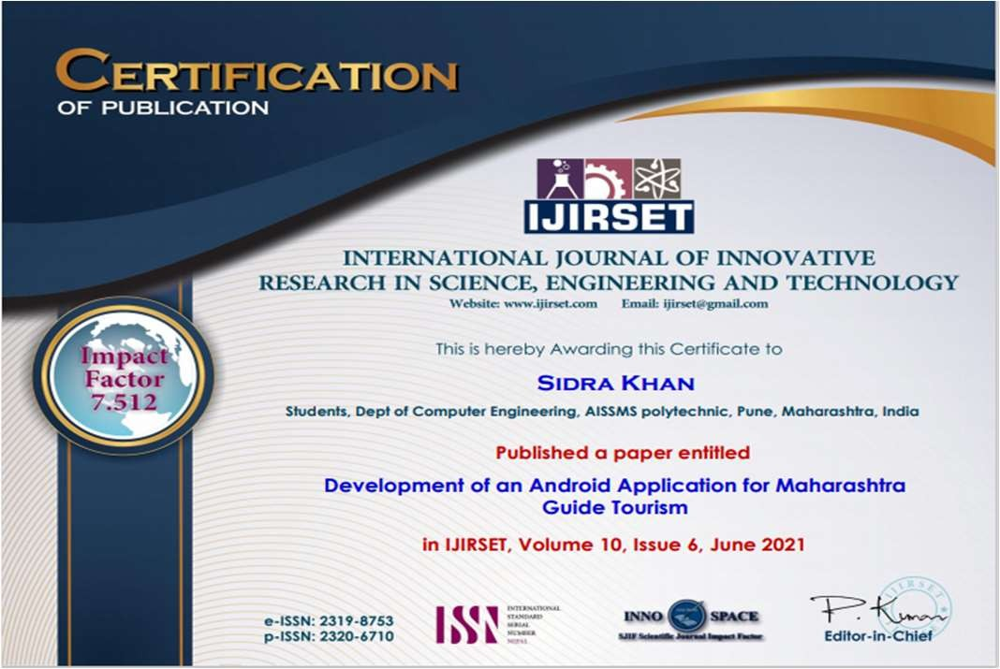 CERTIFICATION
OF PUBLICATION
IJIRSET
INTERNATIONAL JOURNAL OF INNOVATIVE
RESEARCH IN SCIENCE, ENGINEERING AND TECHNOLOGY
Website: www.ijirset.com Email: ijirset@gmail.com
Impact
Factor
7.512
This is hereby Awarding this Certificate to
SIDRA KHAN
Students, Dept of Computer Engineering, AISSMS polytechnic, Pune, Maharashtra, India
Published a paper entitled
Development of an Android Application for Maharashtra
Guide Tourism
in IJIRSET, Volume 10, Issue 6, June 2021
e-ISSN: 2319-8753
p-ISSN: 2320-6710
ISSN
INTERNATIONAL
STANDARD
SERIAL
NUMBER
INNO SPACE
SJIF Scientific Journal Impact Factor
IJIRSET
P. Kumar
Editor-in-Chief